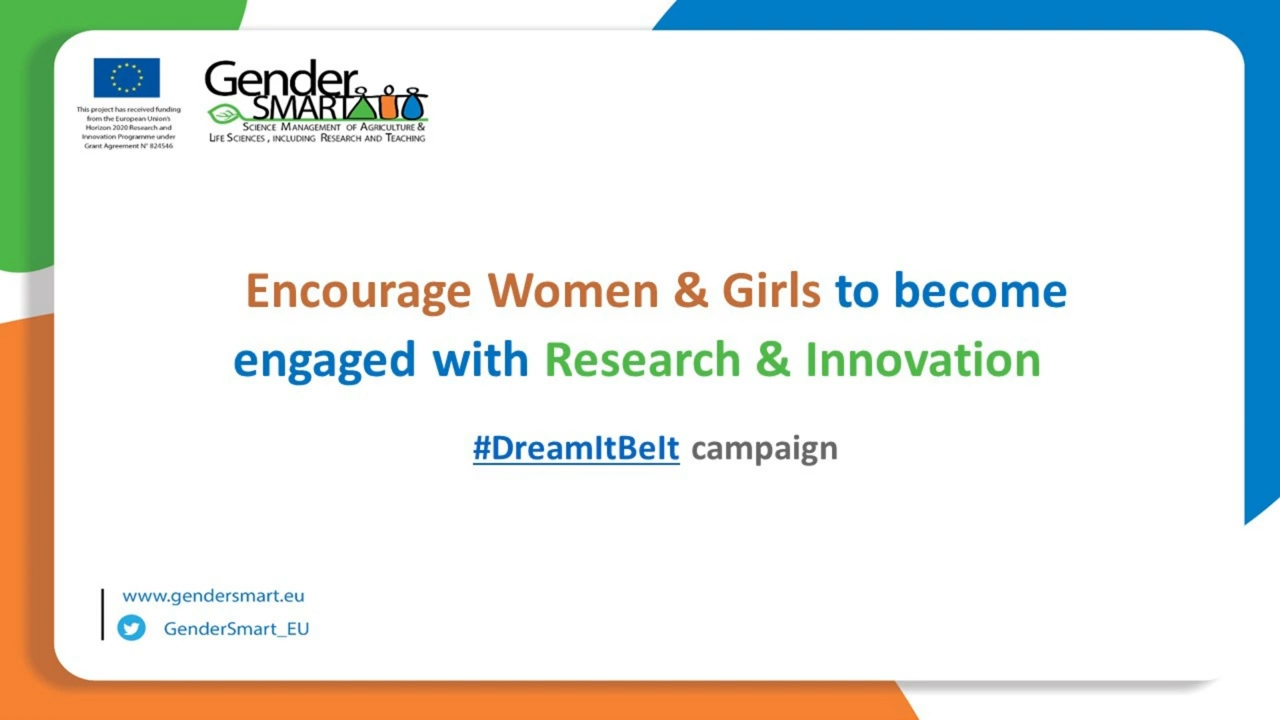 This project has received funding
from the European Union's
Horizon 2020 Research and
Innovation Programme under
Grant Agreement N° 824546
Gender
SMART
SCIENCE MANAGEMENT OF AGRICULTURE &
LIFE SCIENCES, INCLUDING RESEARCH AND TEACHING
Encourage Women & Girls to become
engaged with Research & Innovation
#DreamItBeIt campaign
www.gendersmart.eu
GenderSmart_EU